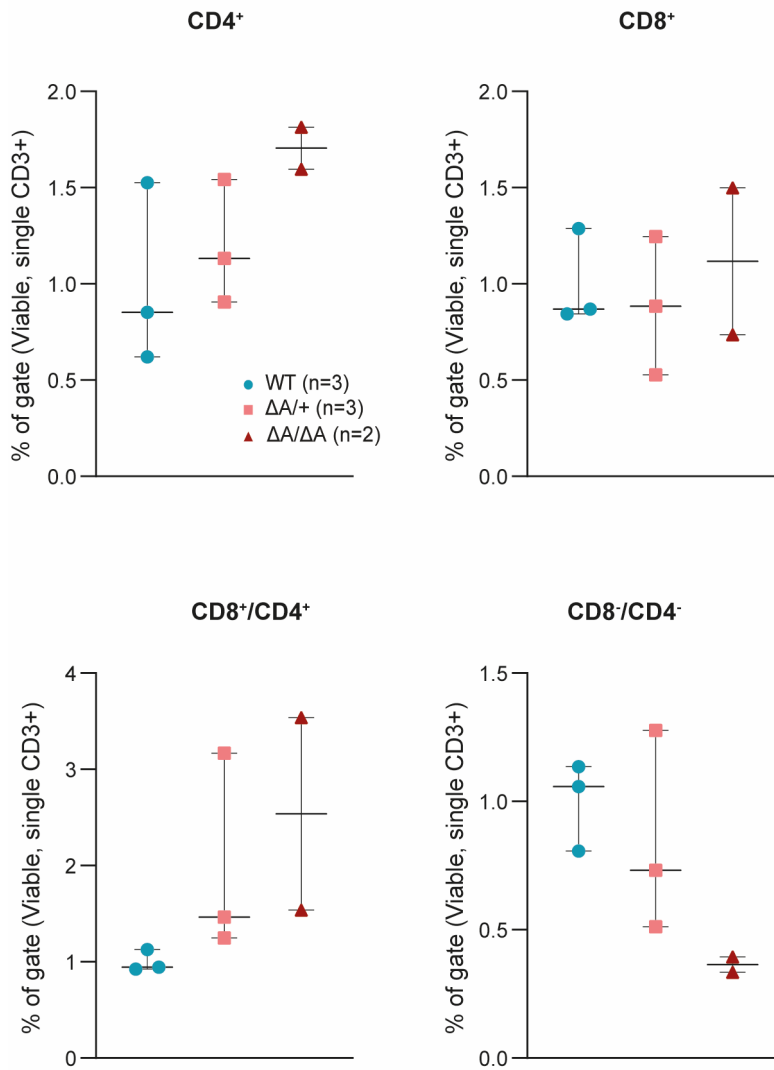 CD4⁺
% of gate (Viable, single CD3+)
2.0
1.5
1.0
0.5
0.0
WT (n=3)
ΔA/+ (n=3)
ΔA/ΔA (n=2)
CD8⁺
% of gate (Viable, single CD3+)
2.0
1.5
1.0
0.5
0.0
CD8⁺/CD4⁺
% of gate (Viable, single CD3+)
4
3
2
1
0
CD8⁻/CD4⁻
% of gate (Viable, single CD3+)
1.5
1.0
0.5
0.0